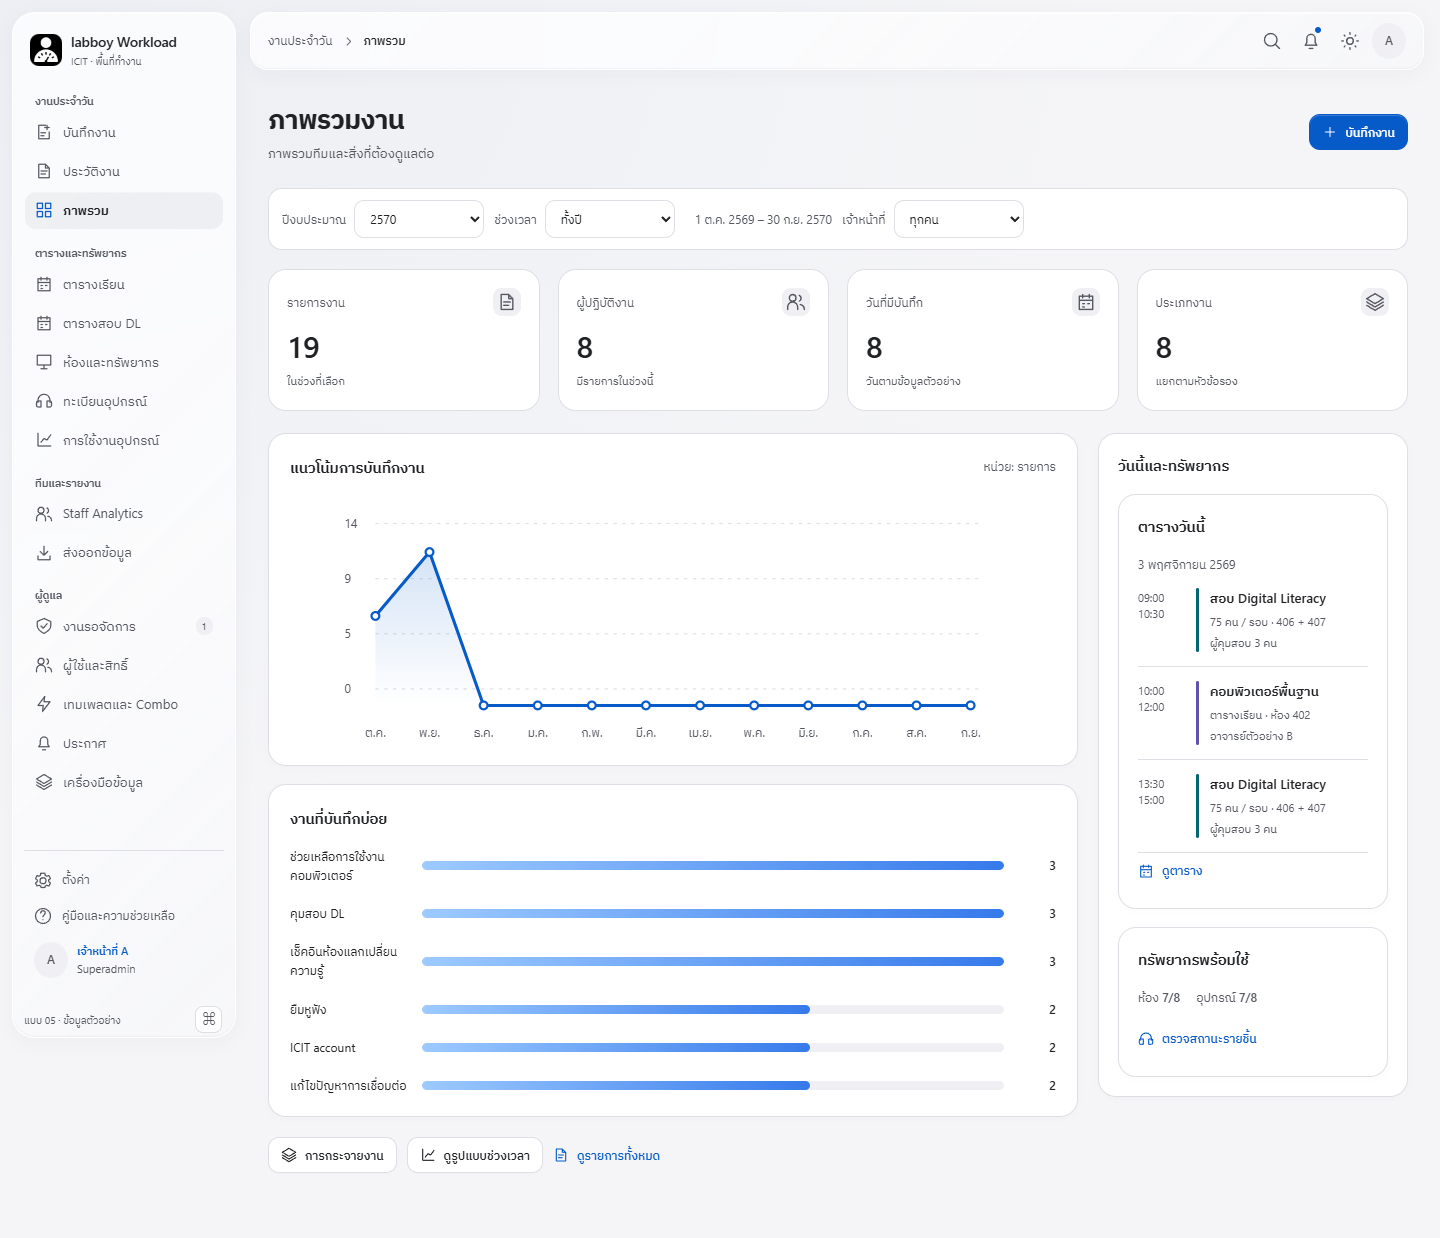 labboy Workload
ICIT · พื้นที่ทำงาน
งานประจำวัน
บันทึกงาน
ประวัติงาน
ภาพรวม
ตารางและทรัพยากร
ตารางเรียน
ตารางสอบ DL
ห้องและทรัพยากร
ทะเบียนอุปกรณ์
การใช้งานอุปกรณ์
ทีมและรายงาน
Staff Analytics
ส่งออกข้อมูล
ผู้ดูแล
งานรอจัดการ 1
ผู้ใช้และสิทธิ์
เทมเพลตและ Combo
ประกาศ
เครื่องมือข้อมูล
ตั้งค่า
คู่มือและความช่วยเหลือ
A
เจ้าหน้าที่ A
Superadmin
แบบ 05 · ข้อมูลตัวอย่าง ⌘
งานประจำวัน > ภาพรวม
A
ภาพรวมงาน
ภาพรวมทีมและสิ่งที่ต้องดูแลต่อ
บันทึกงาน
ปีงบประมาณ 2570 ช่วงเวลา ทั้งปี 1 ต.ค. 2569 – 30 ก.ย. 2570 เจ้าหน้าที่ ทุกคน
รายการงาน
19
ในช่วงที่เลือก
ผู้ปฏิบัติงาน
8
มีรายการในช่วงนี้
วันที่มีบันทึก
8
วันตามข้อมูลตัวอย่าง
ประเภทงาน
8
แยกตามหัวข้อรอง
แนวโน้มการบันทึกงาน
หน่วย: รายการ
14
9
5
0
ต.ค. พ.ย. ธ.ค. ม.ค. ก.พ. มี.ค. เม.ย. พ.ค. มิ.ย. ก.ค. ส.ค. ก.ย.
งานที่บันทึกบ่อย
ช่วยเหลือการใช้งาน
คอมพิวเตอร์ 3
คุมสอบ DL 3
เช็คอินห้องแลกเปลี่ยน
ความรู้ 3
ยืมหูฟัง 2
ICIT account 2
แก้ไขปัญหาการเชื่อมต่อ 2
การกระจายงาน
ดูรูปแบบช่วงเวลา
ดูรายการทั้งหมด
วันนี้และทรัพยากร
ตารางวันนี้
3 พฤศจิกายน 2569
09:00
10:30
สอบ Digital Literacy
75 คน / รอบ · 406 + 407
ผู้คุมสอบ 3 คน
10:00
12:00
คอมพิวเตอร์พื้นฐาน
ตารางเรียน · ห้อง 402
อาจารย์ตัวอย่าง B
13:30
15:00
สอบ Digital Literacy
75 คน / รอบ · 406 + 407
ผู้คุมสอบ 3 คน
ดูตาราง
ทรัพยากรพร้อมใช้
ห้อง 7/8 อุปกรณ์ 7/8
ตรวจสถานะรายชิ้น